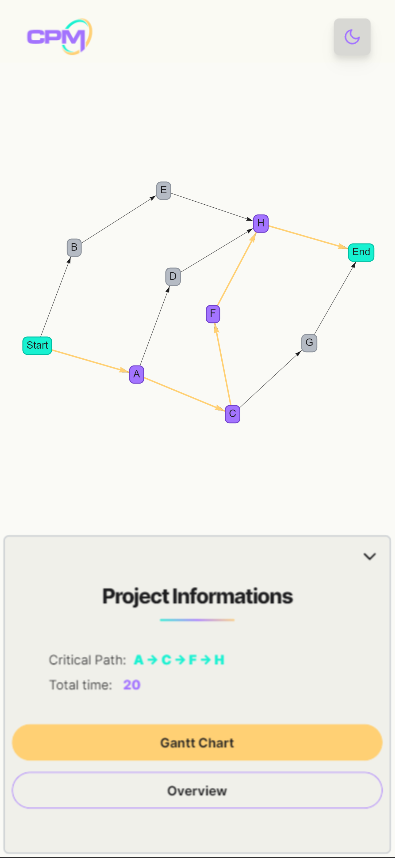 CPM
E
B
H
End
D
F
G
Start
A
C
Project Informations
Critical Path: A → C → F → H
Total time: 20
Gantt Chart
Overview